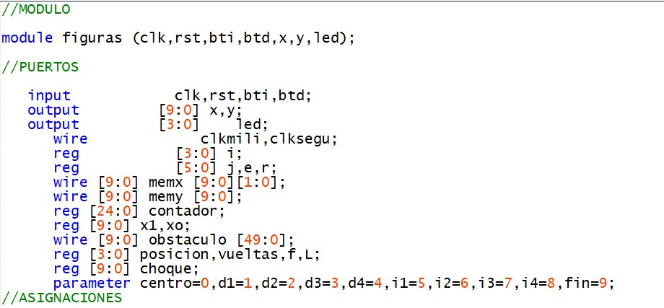 //MODULO
module figuras (clk,rst,bti,btd,x,y,led);
//PUERTOS
input clk,rst,bti,btd;
output [9:0] x,y;
output [3:0] led;
wire clkmili,clksegu;
reg [3:0] i;
reg [5:0] j,e,r;
wire [9:0] memx [9:0][1:0];
wire [9:0] memy [9:0];
reg [24:0] contador;
reg [9:0] x1,xo;
wire [9:0] obstaculo [49:0];
reg [3:0] posicion,vueltas,f,L;
reg [9:0] choque;
parameter centro=0,d1=1,d2=2,d3=3,d4=4,i1=5,i2=6,i3=7,i4=8,fin=9;
//ASIGNACIONES